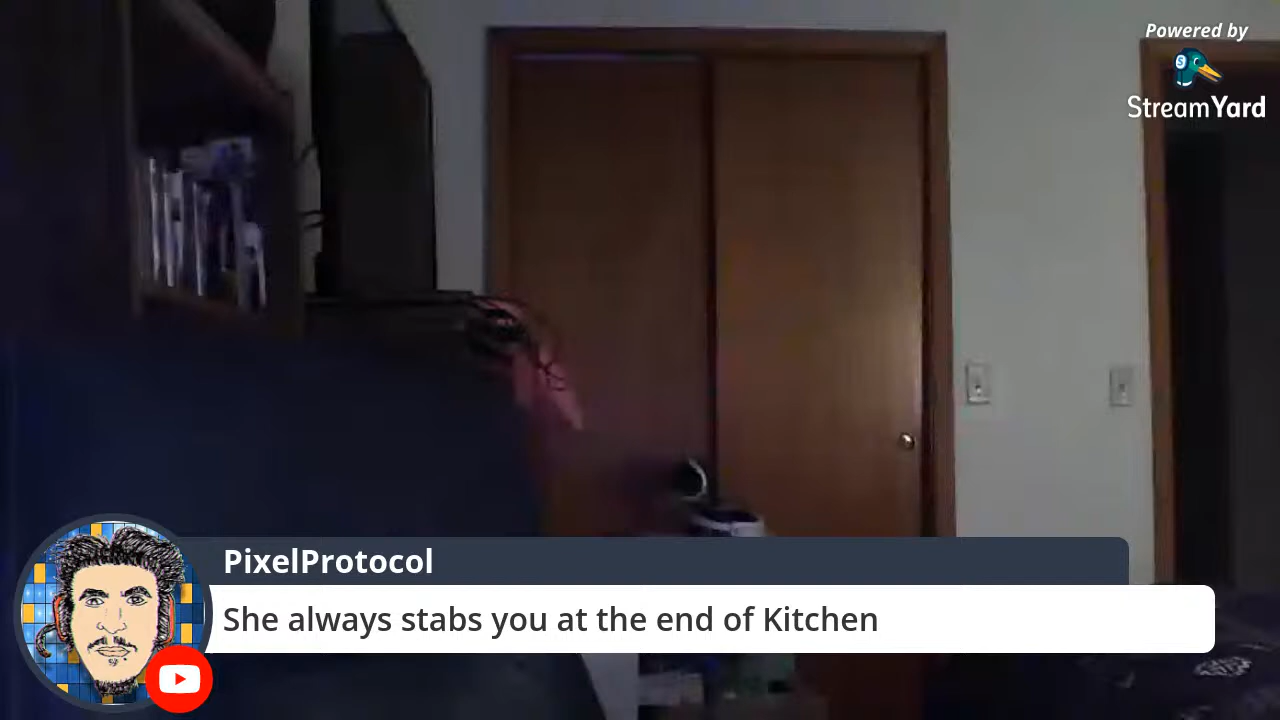 Powered by
StreamYard
PixelProtocol
She always stabs you at the end of Kitchen